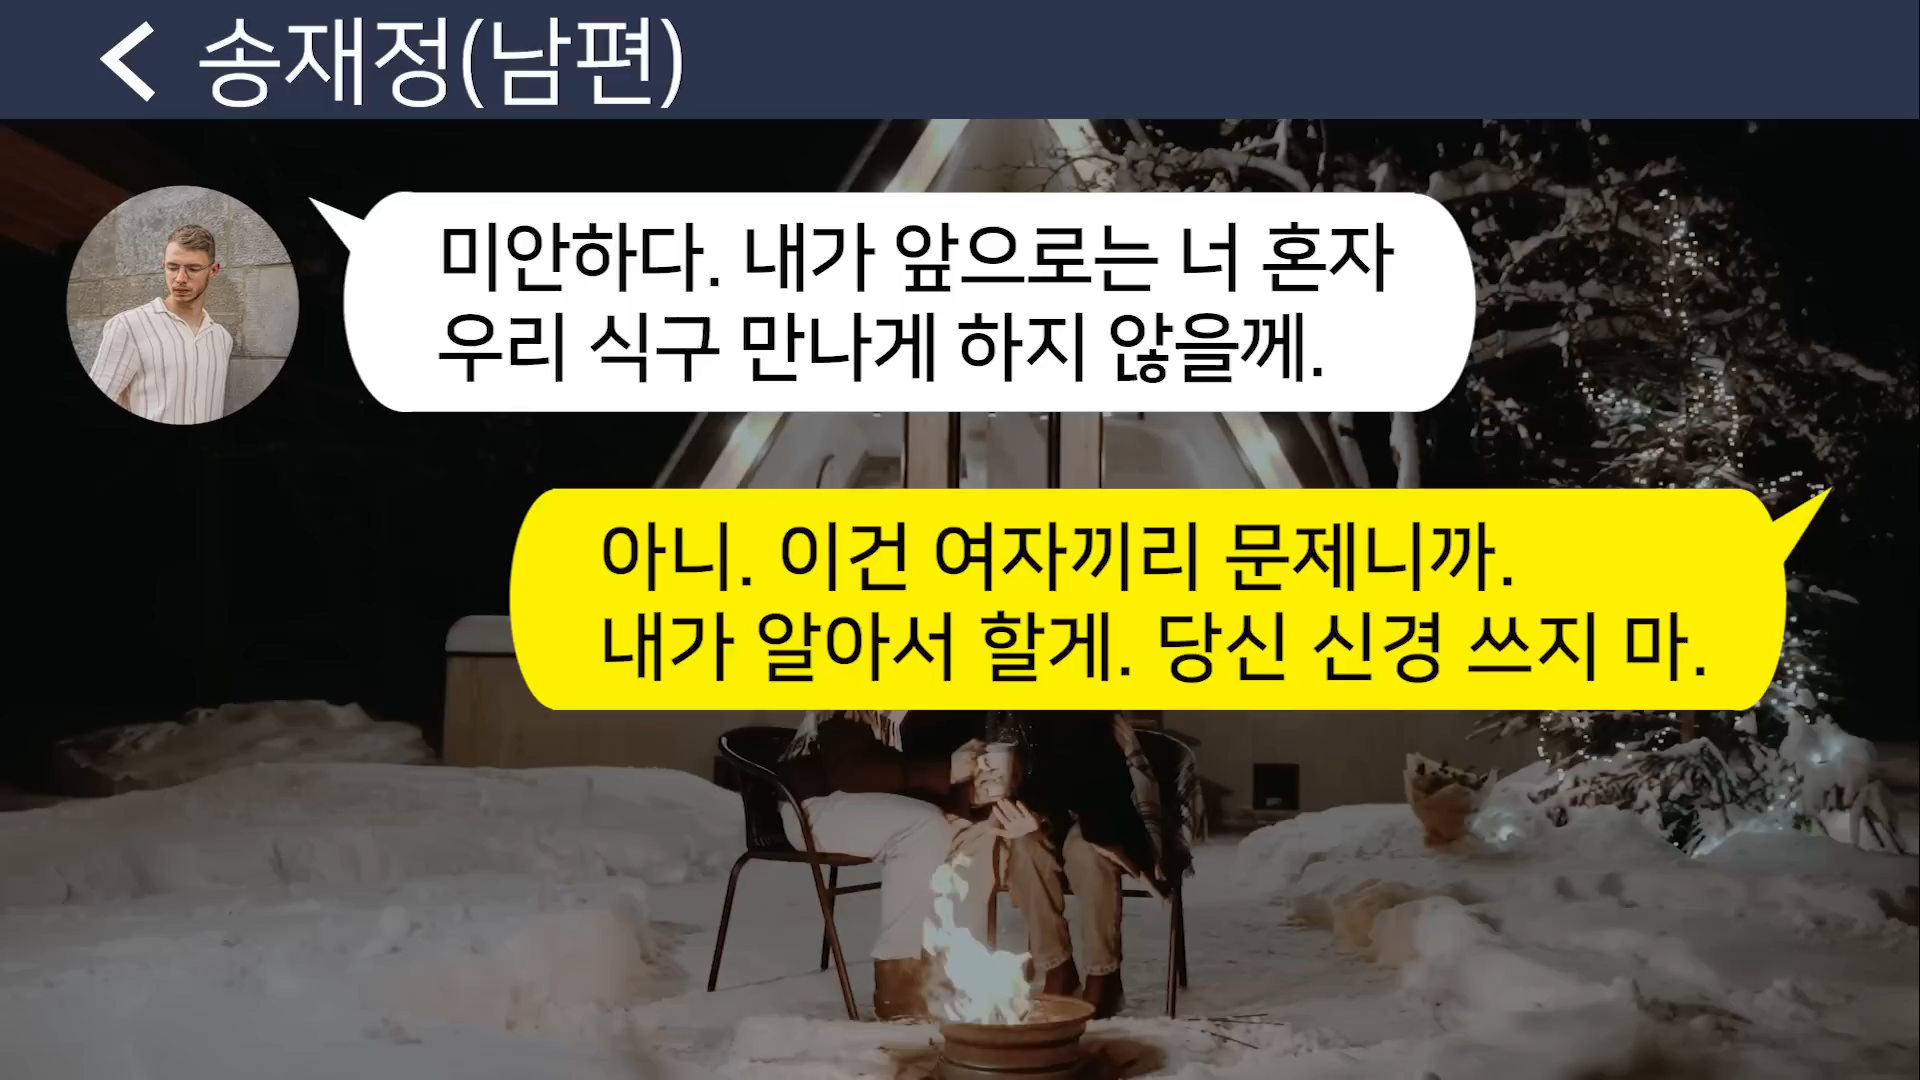 송재정(남편)
미안하다. 내가 앞으로는 너 혼자
우리 식구 만나게 하지 않을께.
아니. 이건 여자끼리 문제니까.
내가 알아서 할게. 당신 신경 쓰지 마.